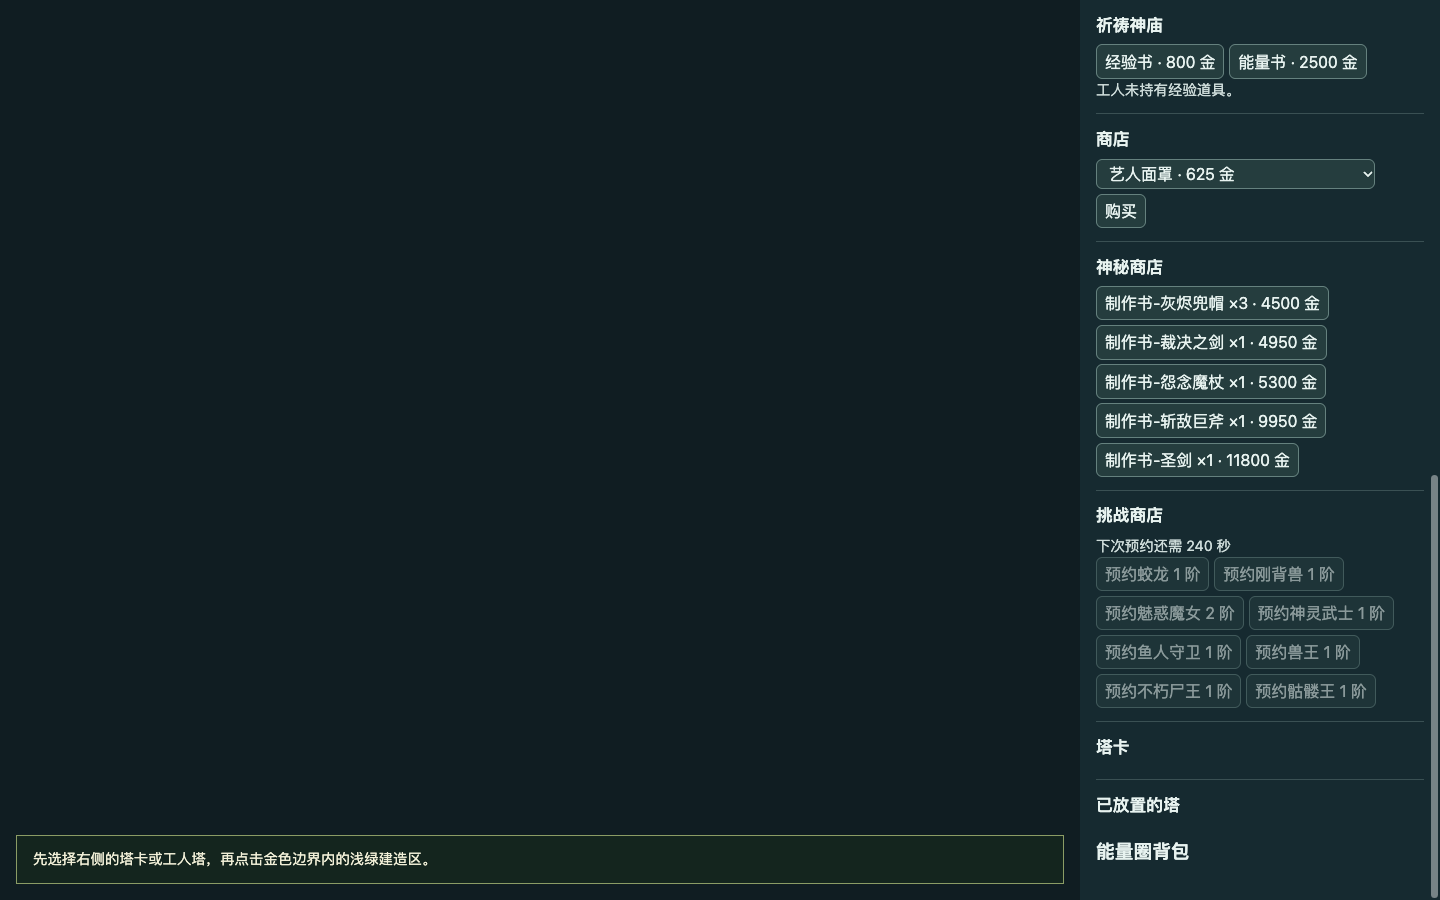 祈祷神庙
经验书 · 800 金 能量书 · 2500 金
工人未持有经验道具。
商店
艺人面罩 · 625 金
购买
神秘商店
制作书-灰烬兜帽 ×3 · 4500 金
制作书-裁决之剑 ×1 · 4950 金
制作书-怨念魔杖 ×1 · 5300 金
制作书-斩敌巨斧 ×1 · 9950 金
制作书-圣剑 ×1 · 11800 金
挑战商店
下次预约还需 240 秒
预约蛟龙 1 阶 预约刚背兽 1 阶
预约魅惑魔女 2 阶 预约神灵武士 1 阶
预约鱼人守卫 1 阶 预约兽王 1 阶
预约不朽尸王 1 阶 预约骷髅王 1 阶
塔卡
已放置的塔
能量圈背包
先选择右侧的塔卡或工人塔，再点击金色边界内的浅绿建造区。